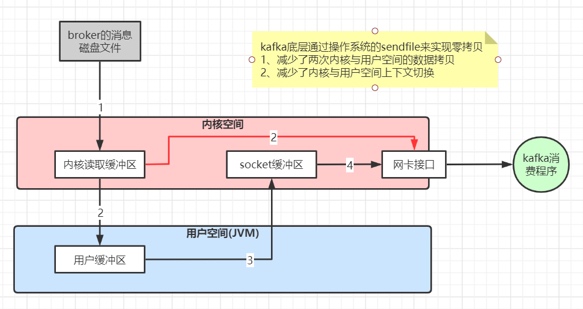 broker的消息
磁盘文件
kafka底层通过操作系统的sendfile来实现零拷贝
1、减少了两次内核与用户空间的数据拷贝
2、减少了内核与用户空间上下文切换
1
内核空间
2
内核读取缓冲区
socket缓冲区
4
网卡接口
kafka消
费程序
2
用户空间(JVM)
用户缓冲区
3